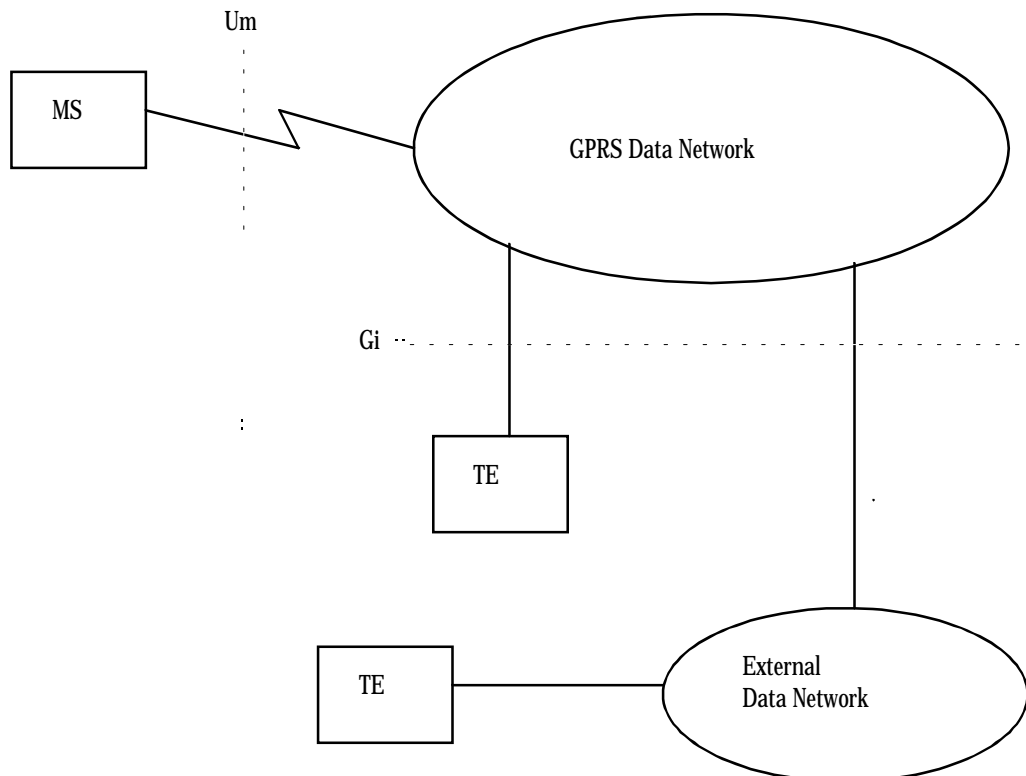 Um
MS
GPRS Data Network
Gi
TE
TE
External
Data Network